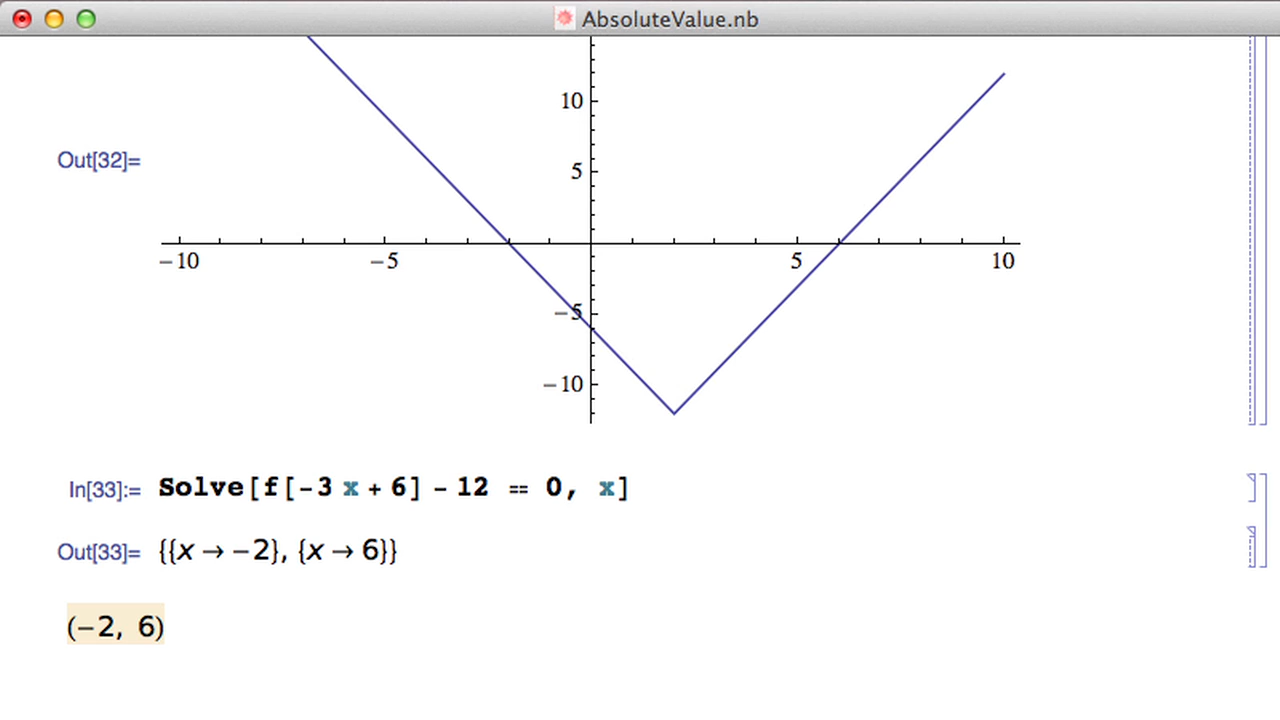 AbsoluteValue.nb
10
Out[32]=
5
−10 −5 5 10
−5
−10
In[33]:= Solve[f[-3 x + 6] - 12 == 0, x]
Out[33]= {{x → −2}, {x → 6}}
(−2, 6)